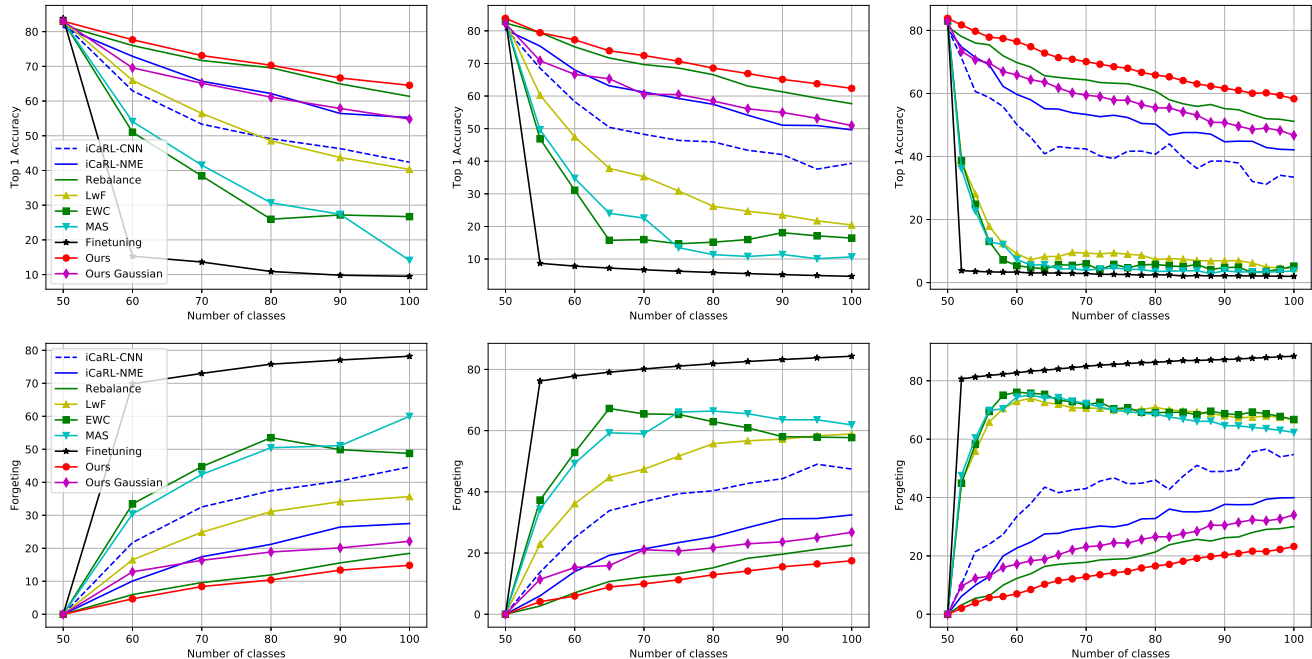 Top 1 Accuracy
80
70
60
50
40
30
20
10
iCaRL-CNN
iCaRL-NME
Rebalance
LwF
EWC
MAS
Finetuning
Ours
Ours Gaussian
50 60 70 80 90 100
Number of classes
Top 1 Accuracy
80
70
60
50
40
30
20
10
50 60 70 80 90 100
Number of classes
Top 1 Accuracy
80
60
40
20
0
50 60 70 80 90 100
Number of classes
Forgeting
80
70
60
50
40
30
20
10
0
iCaRL-CNN
iCaRL-NME
Rebalance
LwF
EWC
MAS
Finetuning
Ours
Ours Gaussian
50 60 70 80 90 100
Number of classes
Forgeting
80
60
40
20
0
50 60 70 80 90 100
Number of classes
Forgeting
80
60
40
20
0
50 60 70 80 90 100
Number of classes